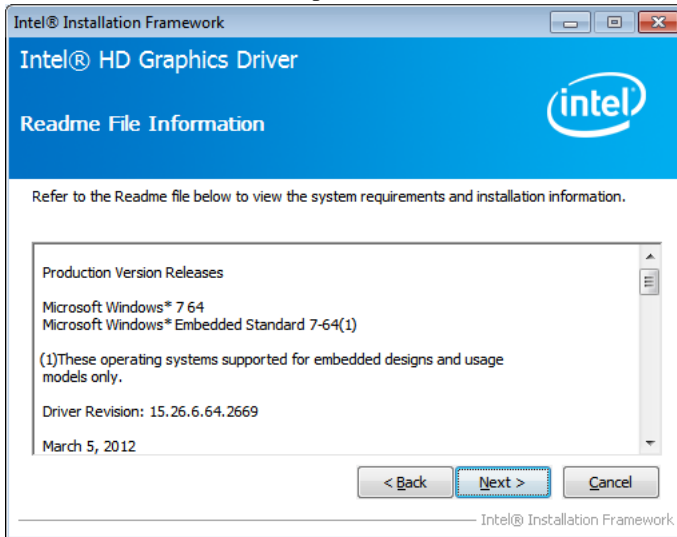 Intel® Installation Framework
Intel® HD Graphics Driver
intel®
Readme File Information
Refer to the Readme file below to view the system requirements and installation information.
Production Version Releases
Microsoft Windows* 7 64
Microsoft Windows* Embedded Standard 7-64(1)
(1)These operating systems supported for embedded designs and usage
models only.
Driver Revision: 15.26.6.64.2669
March 5, 2012
< Back Next > Cancel
Intel® Installation Framework